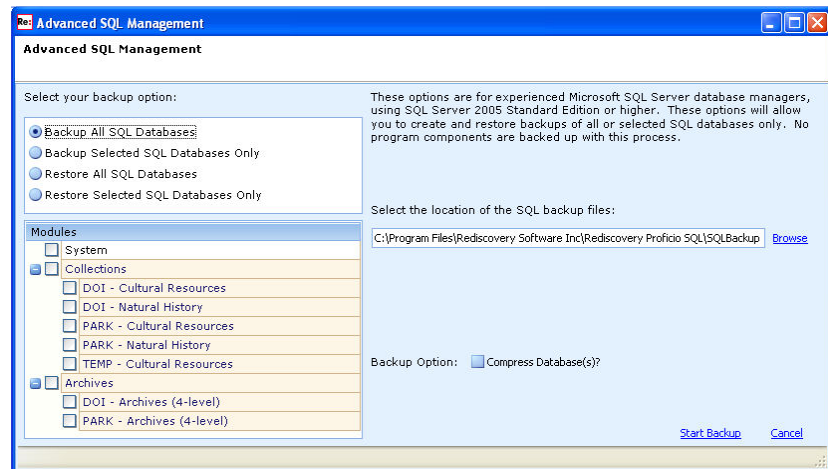 Re: Advanced SQL Management
Advanced SQL Management
Select your backup option:
Backup All SQL Databases
Backup Selected SQL Databases Only
Restore All SQL Databases
Restore Selected SQL Databases Only
Modules
System
Collections
DOI - Cultural Resources
DOI - Natural History
PARK - Cultural Resources
PARK - Natural History
TEMP - Cultural Resources
Archives
DOI - Archives (4-level)
PARK - Archives (4-level)
These options are for experienced Microsoft SQL Server database managers,
using SQL Server 2005 Standard Edition or higher. These options will allow
you to create and restore backups of all or selected SQL databases only. No
program components are backed up with this process.
Select the location of the SQL backup files:
C:\Program Files\Rediscovery Software Inc\Rediscovery Proficio SQL\SQLBackup
Browse
Backup Option: Compress Database(s)?
Start Backup Cancel